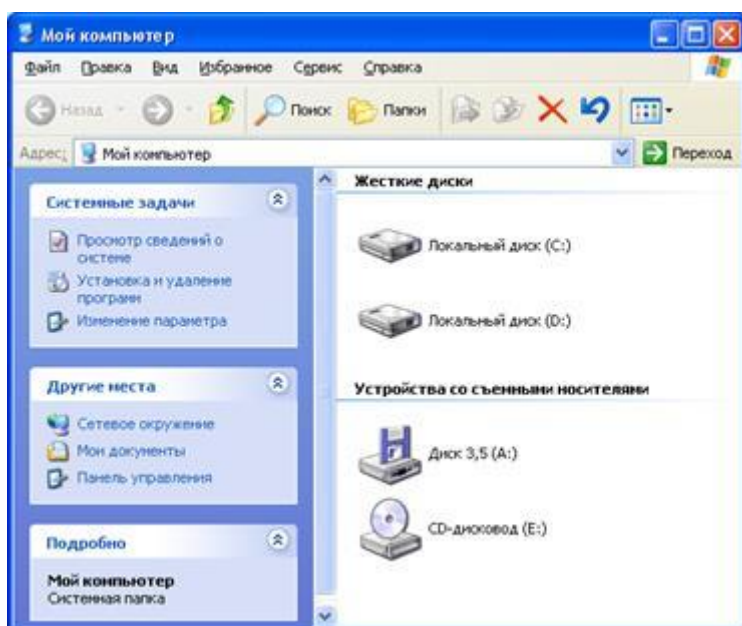 Мой компьютер
Файл Правка Вид Избранное Сервис Справка
Назад Поиск Папки
Адрес: Мой компьютер Переход
Системные задачи
Просмотр сведений о
системе
Установка и удаление
программ
Изменение параметра
Другие места
Сетевое окружение
Мои документы
Панель управления
Подробно
Мой компьютер
Системная папка
Жесткие диски
Локальный диск (C:)
Локальный диск (D:)
Устройства со съемными носителями
Диск 3,5 (A:)
CD-дисковод (E:)